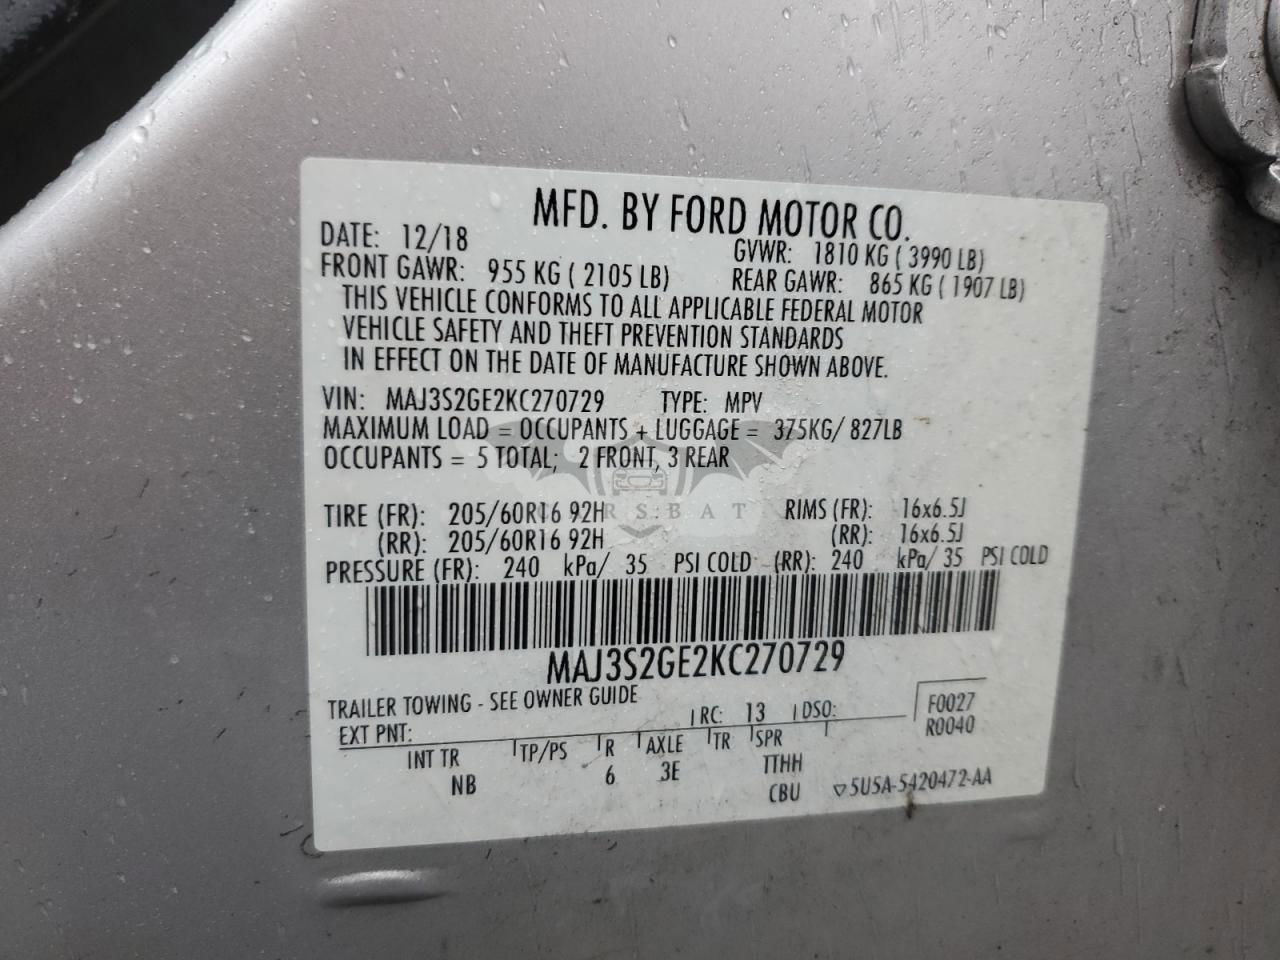 MFD. BY FORD MOTOR CO.
DATE: 12/18 GVWR: 1810 KG ( 3990 LB)
FRONT GAWR: 955 KG ( 2105 LB) REAR GAWR: 865 KG ( 1907 LB)
THIS VEHICLE CONFORMS TO ALL APPLICABLE FEDERAL MOTOR
VEHICLE SAFETY AND THEFT PREVENTION STANDARDS
IN EFFECT ON THE DATE OF MANUFACTURE SHOWN ABOVE.
VIN: MAJ3S2GE2KC270729 TYPE: MPV
MAXIMUM LOAD = OCCUPANTS + LUGGAGE = 375KG/ 827LB
OCCUPANTS = 5 TOTAL; 2 FRONT, 3 REAR
CARSBAT
TIRE (FR): 205/60R16 92H RIMS (FR): 16x6.5J
(RR): 205/60R16 92H (RR): 16x6.5J
PRESSURE (FR): 240 kPa/ 35 PSI COLD (RR): 240 kPa/ 35 PSI COLD
MAJ3S2GE2KC270729
TRAILER TOWING - SEE OWNER GUIDE
EXT PNT: RC: 13 DSO: F0027
R0040
INT TR TP/PS R AXLE TR SPR
NB 6 3E TTHH
CBU ▽5U5A-5420472-AA